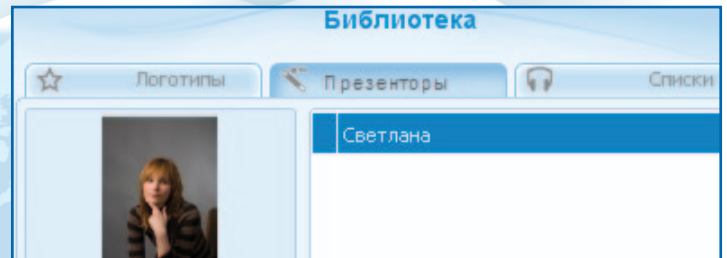 Библиотека
Логотипы Презенторы Списки
Светлана